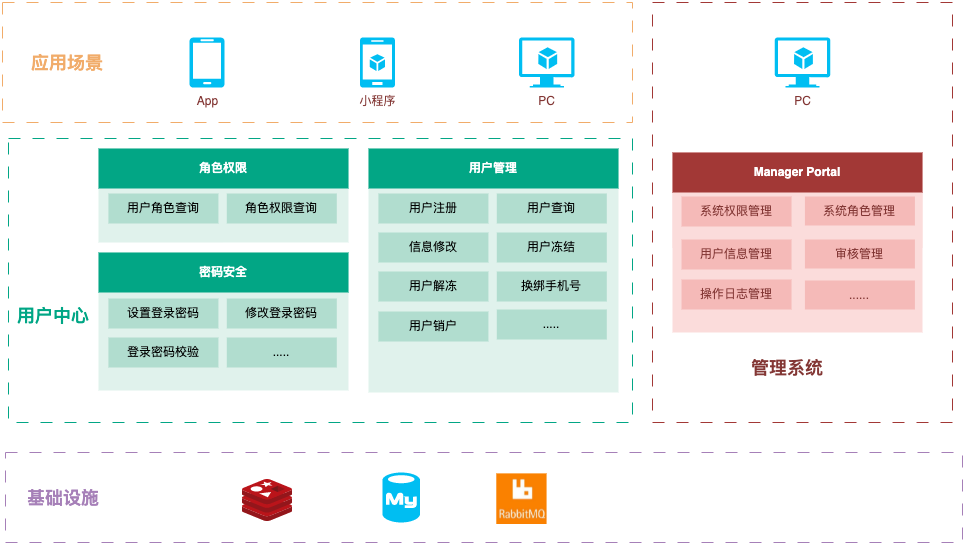 应用场景
App
小程序
PC
角色权限
用户角色查询
角色权限查询
密码安全
设置登录密码
修改登录密码
登录密码校验
.....
用户中心
用户管理
用户注册
用户查询
信息修改
用户冻结
用户解冻
换绑手机号
用户销户
.....
PC
Manager Portal
系统权限管理
系统角色管理
用户信息管理
审核管理
操作日志管理
......
管理系统
基础设施
My
RabbitMQ